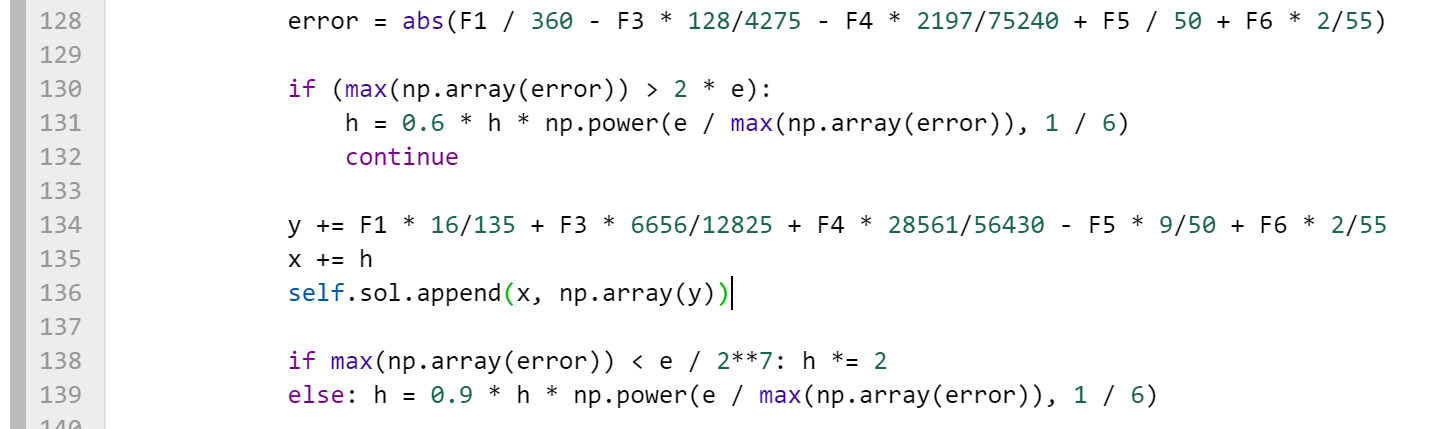 128 error = abs(F1 / 360 - F3 * 128/4275 - F4 * 2197/75240 + F5 / 50 + F6 * 2/55)
129
130 if (max(np.array(error)) > 2 * e):
131 h = 0.6 * h * np.power(e / max(np.array(error)), 1 / 6)
132 continue
133
134 y += F1 * 16/135 + F3 * 6656/12825 + F4 * 28561/56430 - F5 * 9/50 + F6 * 2/55
135 x += h
136 self.sol.append(x, np.array(y))
137
138 if max(np.array(error)) < e / 2**7: h *= 2
139 else: h = 0.9 * h * np.power(e / max(np.array(error)), 1 / 6)
140